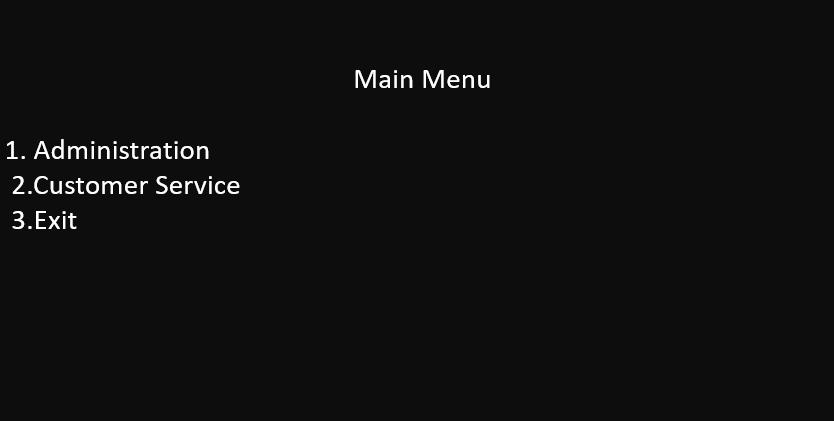 Main Menu
1. Administration
2.Customer Service
3.Exit